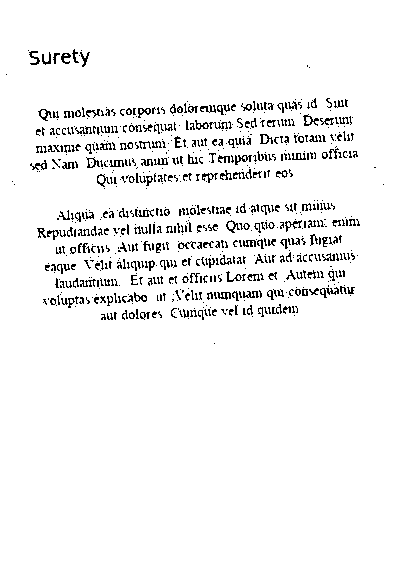 Surety
Qui molestias corporis doloremque soluta quas id Sint
et accusantium consequat laborum Sed rerum Deserunt
maxime quam nostrum Et aut ea quia Dicta totam velit
sed Nam Ducimus anim ut hic Temporibus minim officia
Qui voluptates et reprehenderit eos
Aliqua ea distinctio molestiae id atque sit minus
Repudiandae vel nulla nihil esse Quo quo aperiam enim
ut officiis Aut fugit occaecati cumque quas fugiat
eaque Velit aliquip qui et cupidatat Aut ad accusamus
laudantium Et aut et officiis Lorem et Autem qui
voluptas explicabo ut Velit numquam qui consequatur
aut dolores Cumque vel id quidem